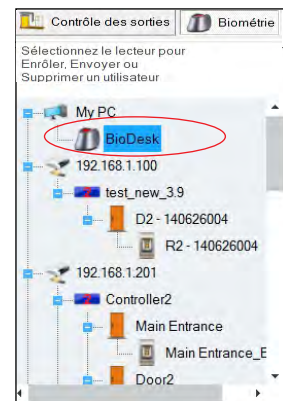 Contrôle des sorties Biométrie
Sélectionnez le lecteur pour
Enrôler, Envoyer ou
Supprimer un utilisateur
My PC
BioDesk
192.168.1.100
test_new_3.9
D2 - 140626004
R2 - 140626004
192.168.1.201
Controller2
Main Entrance
Main Entrance_E
Door2